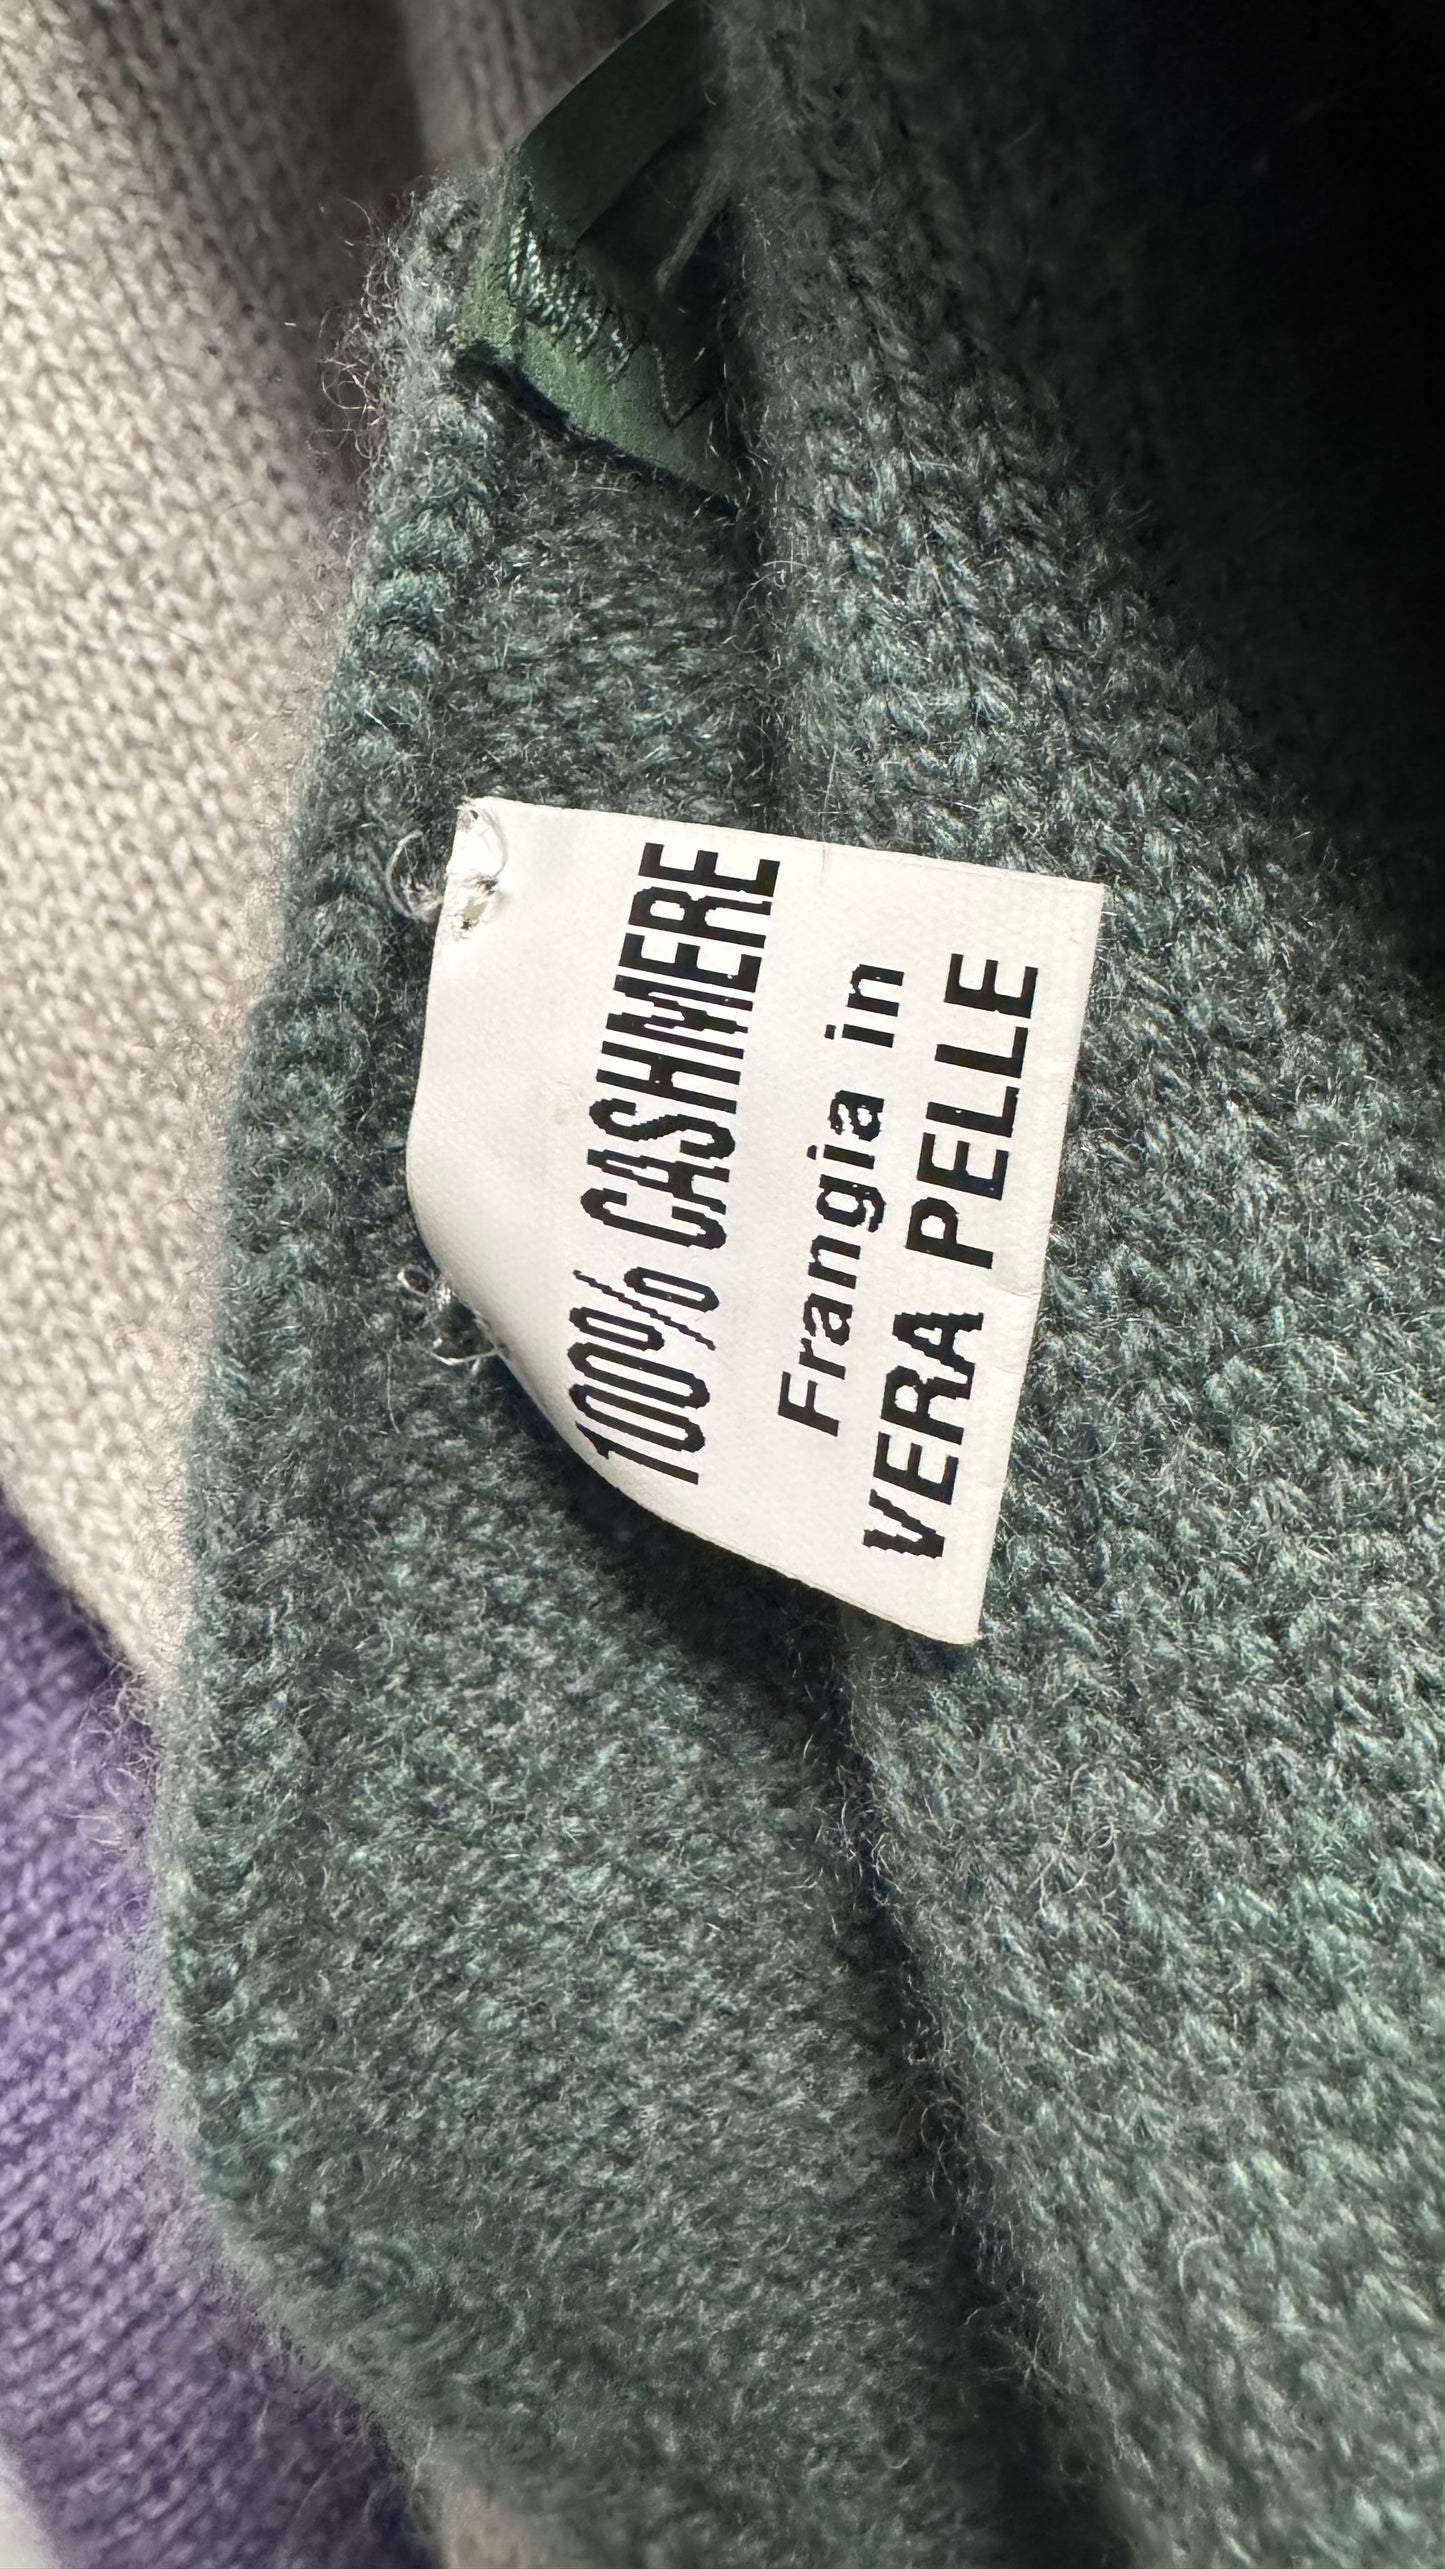 100% CASHMERE
Frangia in
VERA PELLE